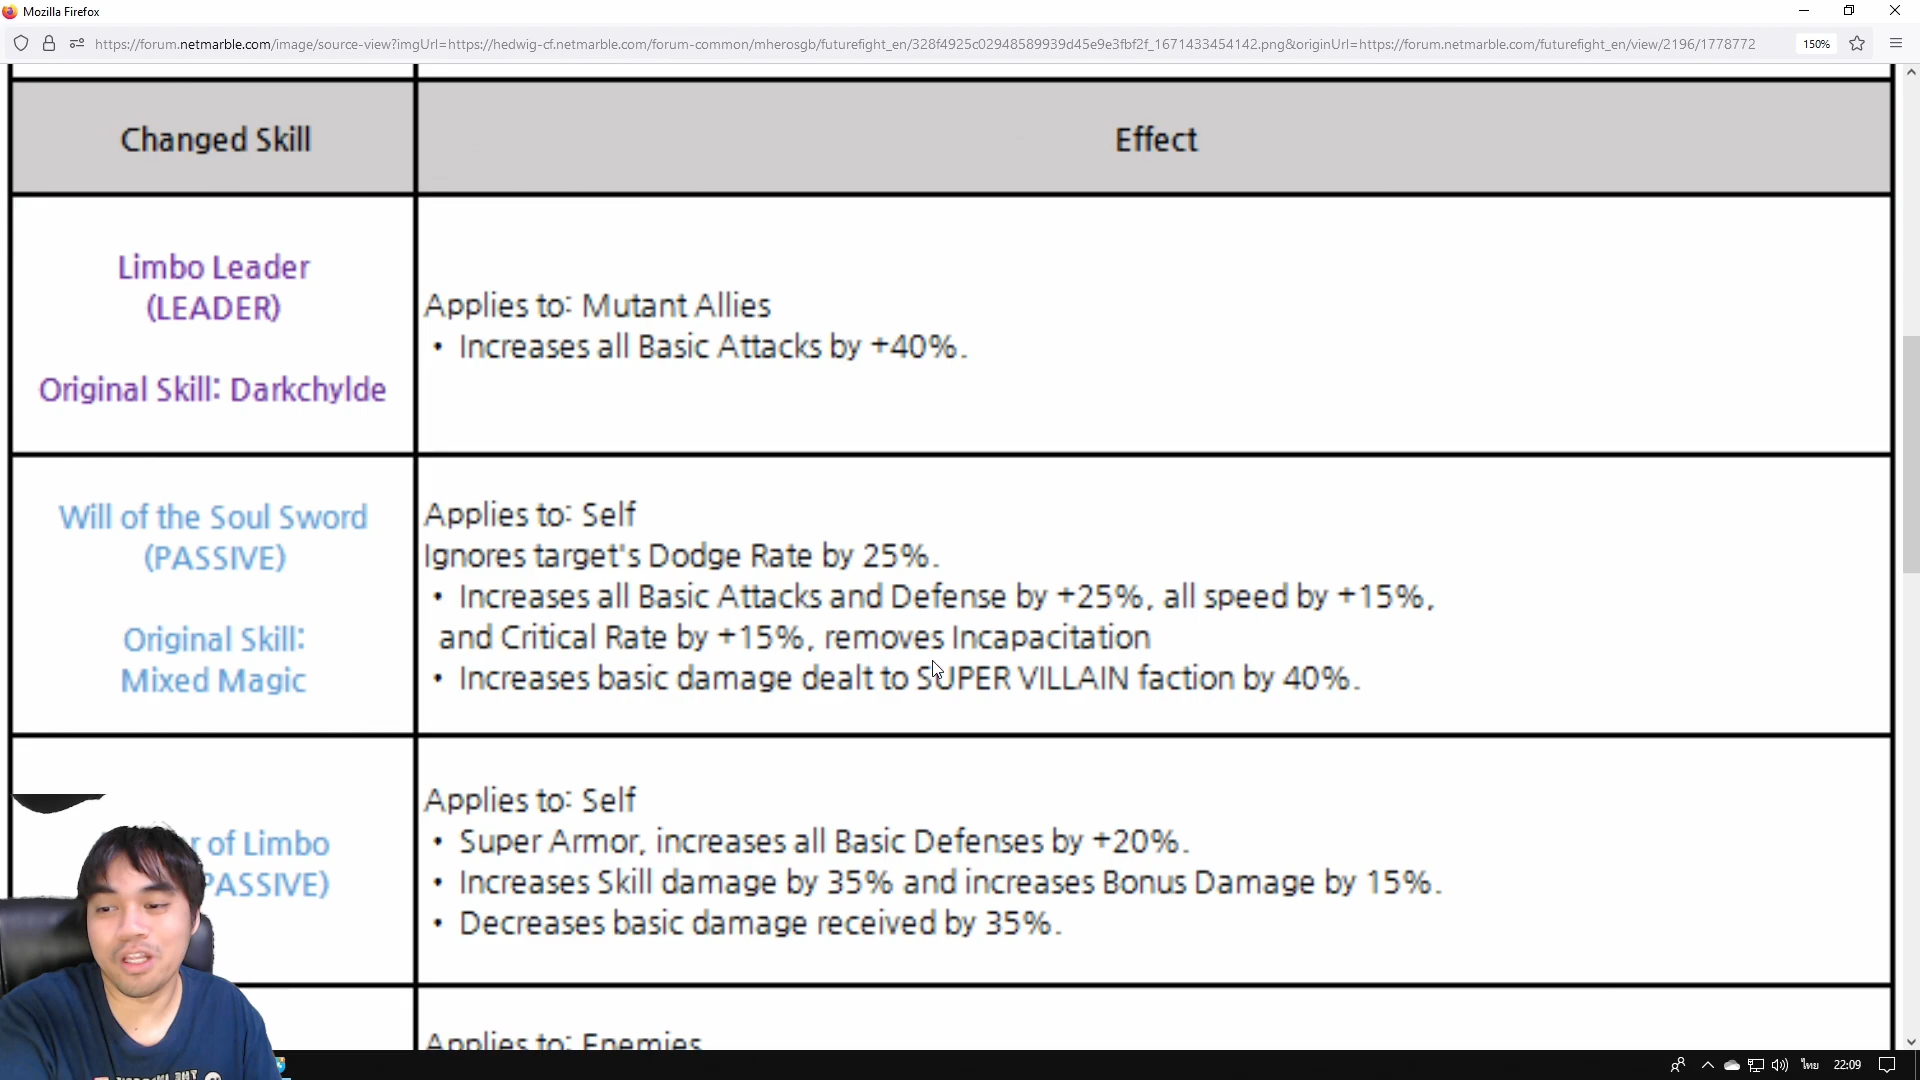 Mozilla Firefox
https://forum.netmarble.com/image/source-view?imgUrl=https://hedwig-cf.netmarble.com/forum-common/mherosgb/futurefight_en/328f4925c02948589939d45e9e3fbf2f_1671433454142.png&originUrl=https://forum.netmarble.com/futurefight_en/view/2196/1778772
150%
Changed Skill
Effect
Limbo Leader
(LEADER)
Original Skill: Darkchylde
Applies to: Mutant Allies
• Increases all Basic Attacks by +40%.
Will of the Soul Sword
(PASSIVE)
Original Skill:
Mixed Magic
Applies to: Self
Ignores target's Dodge Rate by 25%.
• Increases all Basic Attacks and Defense by +25%, all speed by +15%,
and Critical Rate by +15%, removes Incapacitation
• Increases basic damage dealt to SUPER VILLAIN faction by 40%.
of Limbo
PASSIVE)
Applies to: Self
• Super Armor, increases all Basic Defenses by +20%.
• Increases Skill damage by 35% and increases Bonus Damage by 15%.
• Decreases basic damage received by 35%.
Applies to: Enemies
ไทย
22:09